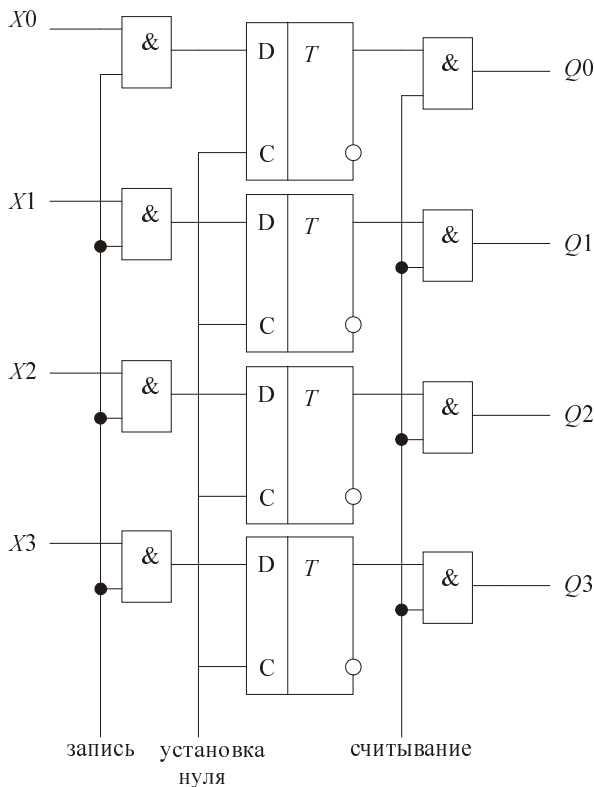 X0
&
D T
&
Q0
C
X1
&
D T
&
Q1
C
X2
&
D T
&
Q2
C
X3
&
D T
&
Q3
C
запись
установка
нуля
считывание